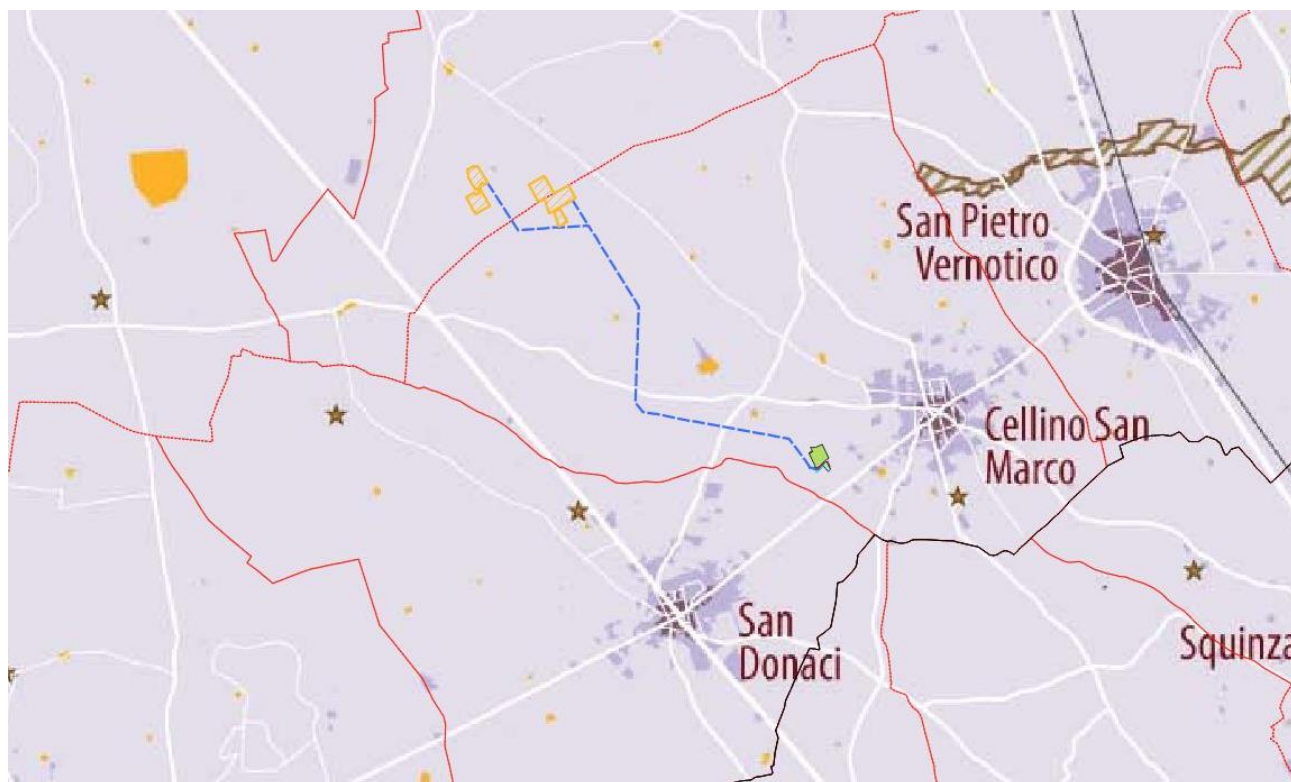 San Pietro
Vernotico
Cellino San
Marco
San
Donaci
Squinza